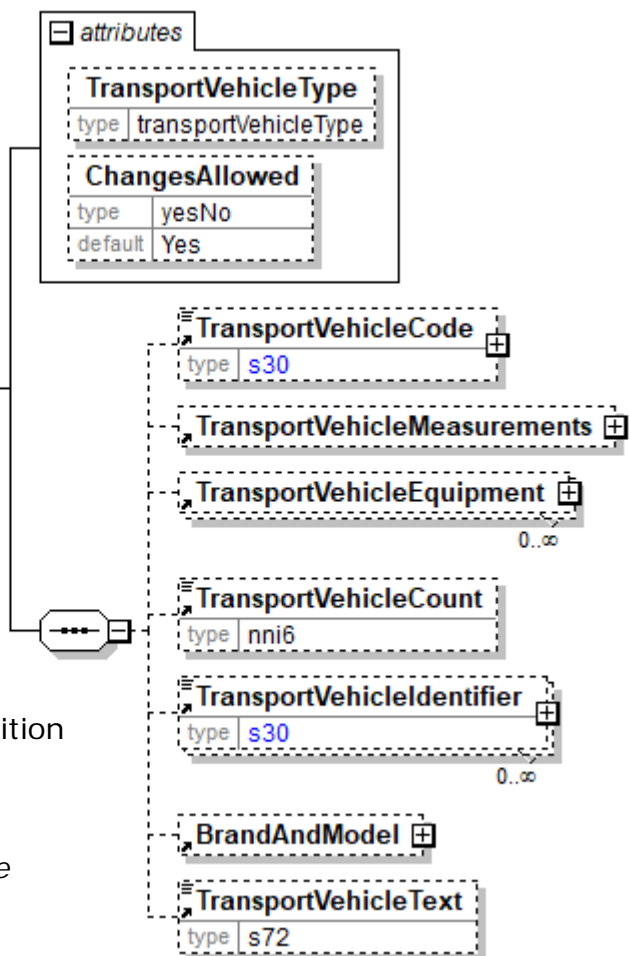 attributes
TransportVehicleType
type transportVehicleType
ChangesAllowed
type yesNo
default Yes
TransportVehicleCode
type s30
TransportVehicleMeasurements
TransportVehicleEquipment
0..∞
TransportVehicleCount
type nni6
TransportVehicleIdentifier
type s30
0..∞
ition
BrandAndModel
e
TransportVehicleText
type s72